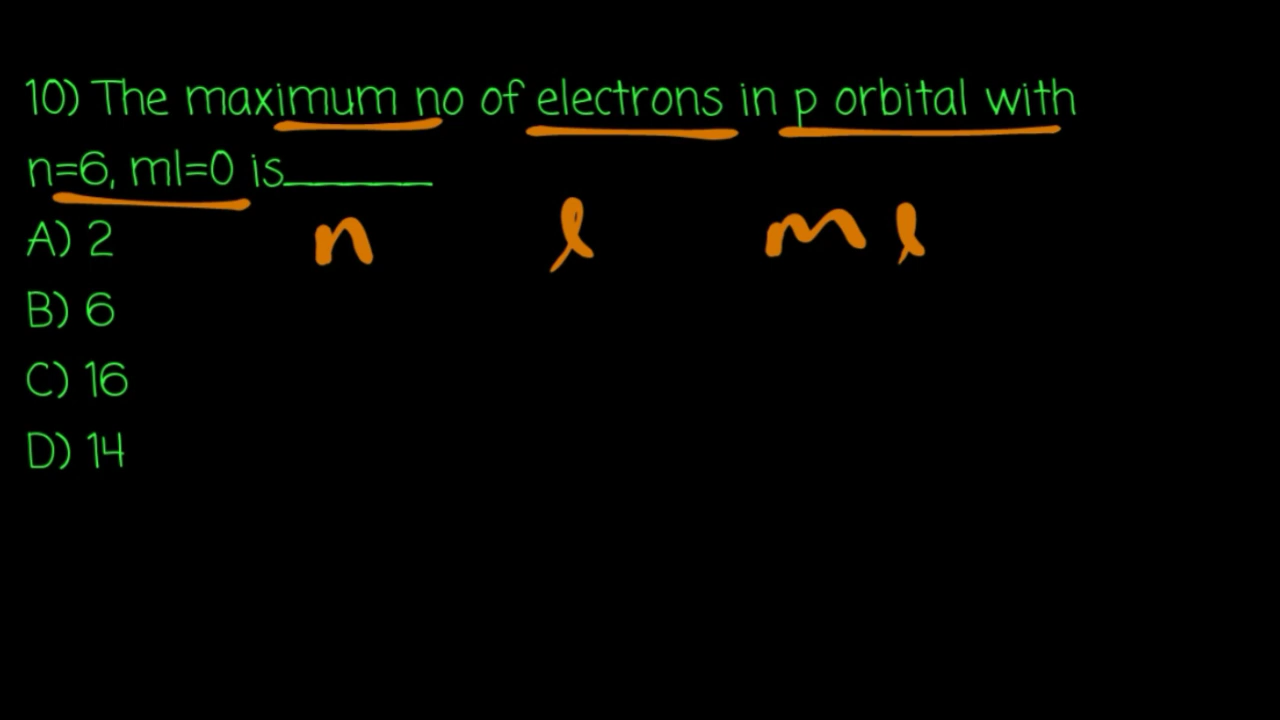 10) The maximum no of electrons in p orbital with
n=6, ml=0 is______
A) 2
n l ml
B) 6
C) 16
D) 14